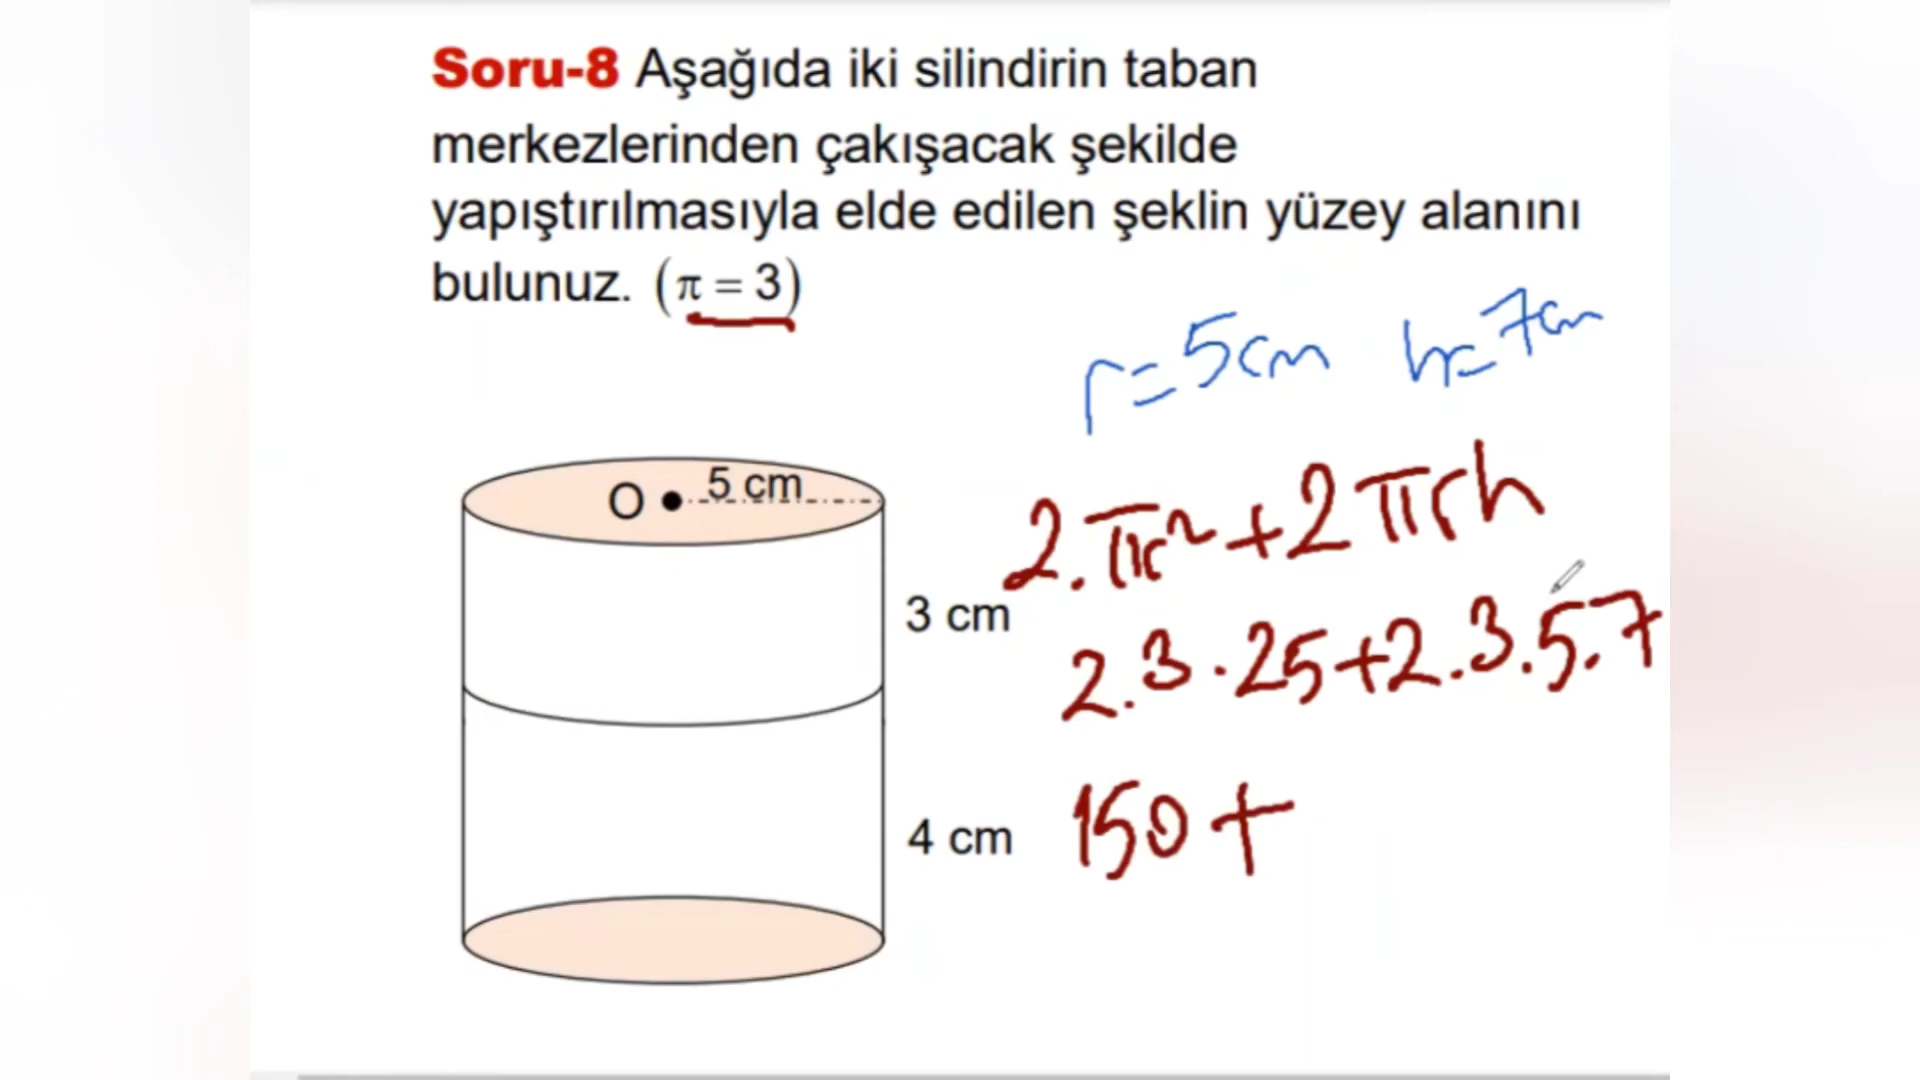 Soru-8 Aşağıda iki silindirin taban
merkezlerinden çakışacak şekilde
yapıştırılmasıyla elde edilen şeklin yüzey alanını
bulunuz. (π = 3)
r=5cm h=7cm
O 5 cm
2.πr²+2πrh
3 cm
2.3.25+2.3.5.7
4 cm
150+